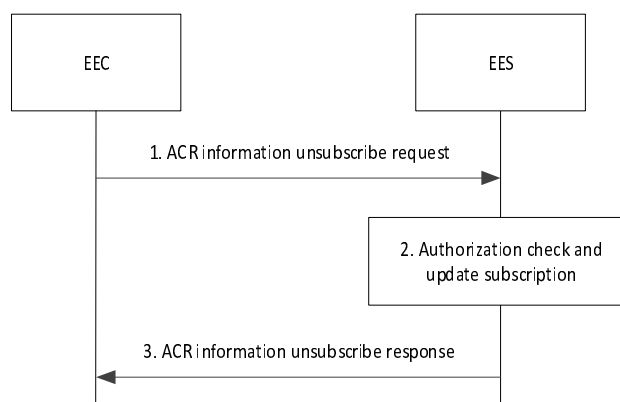 EEC
EES
1. ACR information unsubscribe request
2. Authorization check and
update subscription
3. ACR information unsubscribe response